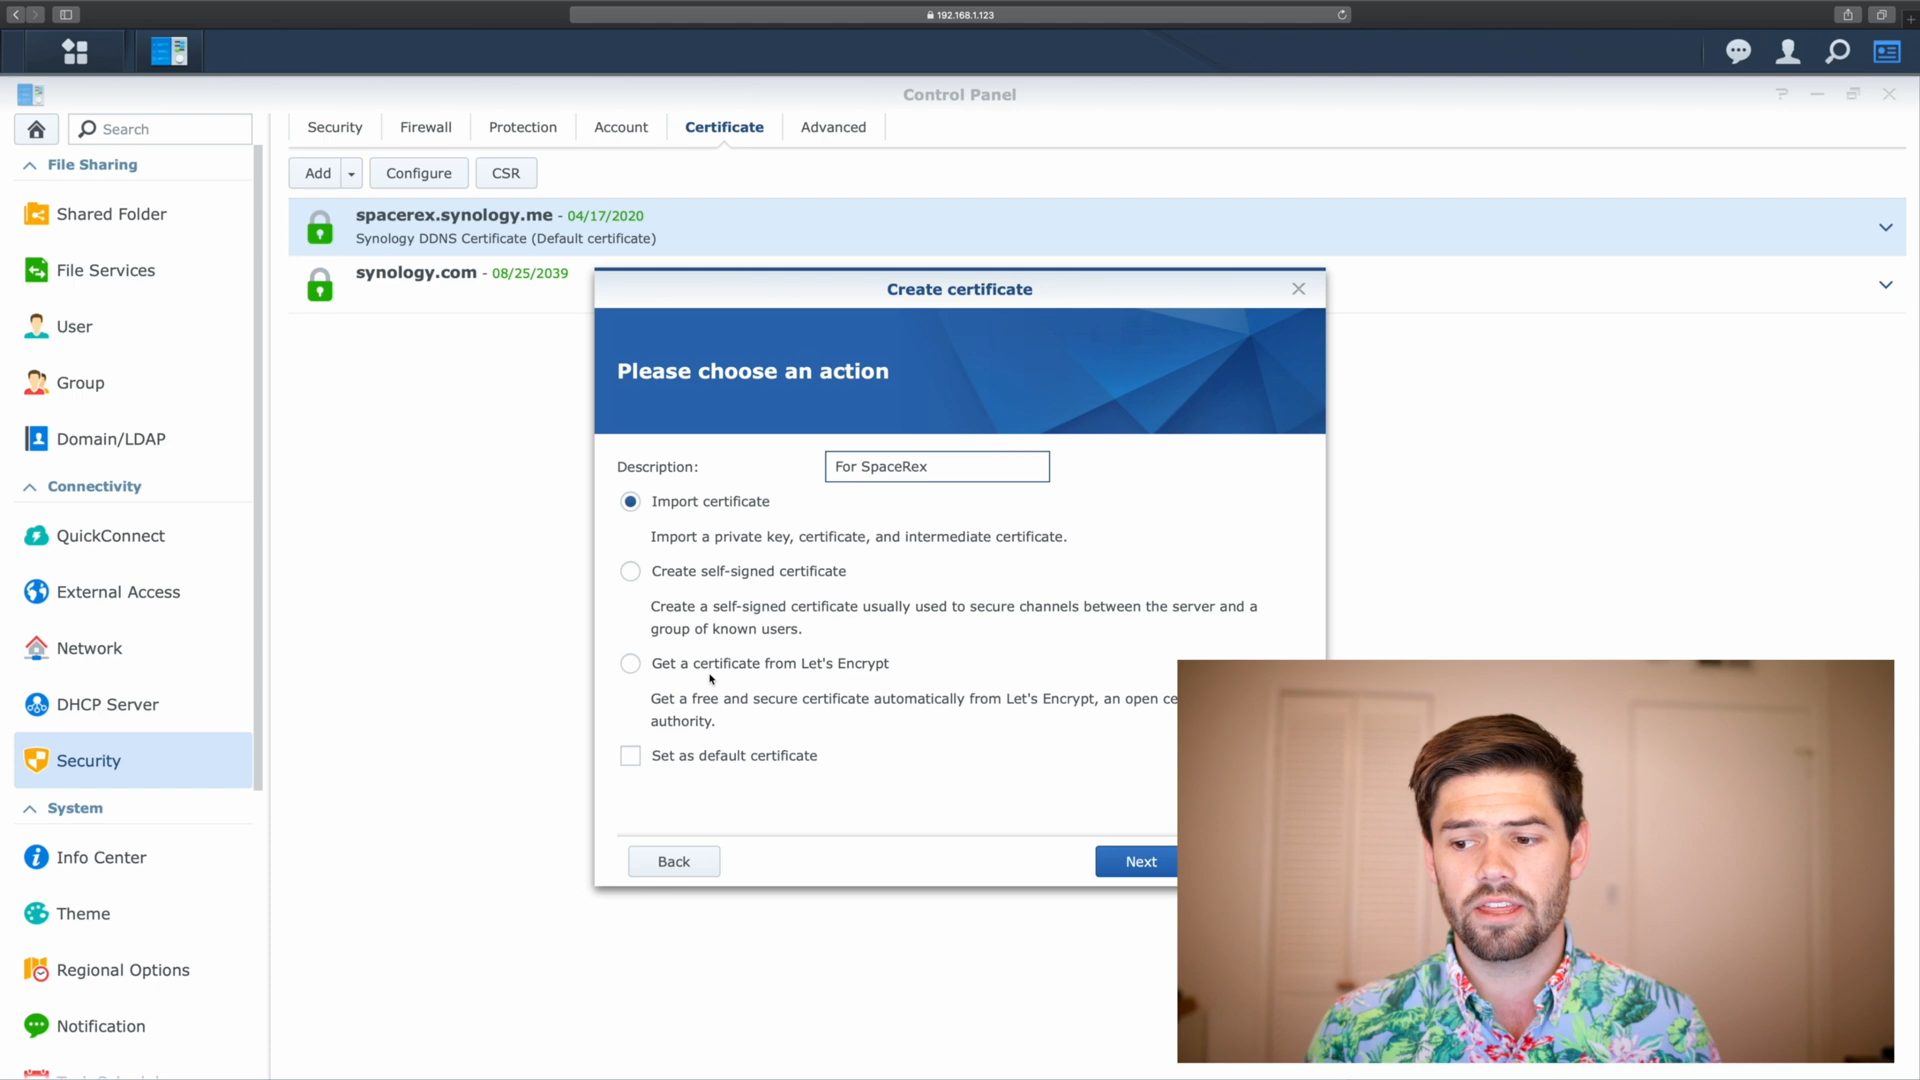 192.168.1.123
Control Panel
Search
Security
Firewall
Protection
Account
Certificate
Advanced
File Sharing
Add
Configure
CSR
Shared Folder
spacerex.synology.me - 04/17/2020
Synology DDNS Certificate (Default certificate)
File Services
synology.com - 08/25/2039
Create certificate
User
Please choose an action
Group
Domain/LDAP
Description:
For SpaceRex
Connectivity
Import certificate
Import a private key, certificate, and intermediate certificate.
QuickConnect
Create self-signed certificate
External Access
Create a self-signed certificate usually used to secure channels between the server and a
group of known users.
Network
Get a certificate from Let's Encrypt
DHCP Server
Get a free and secure certificate automatically from Let's Encrypt, an open ce
authority.
Security
Set as default certificate
System
Info Center
Back
Next
Theme
Regional Options
Notification